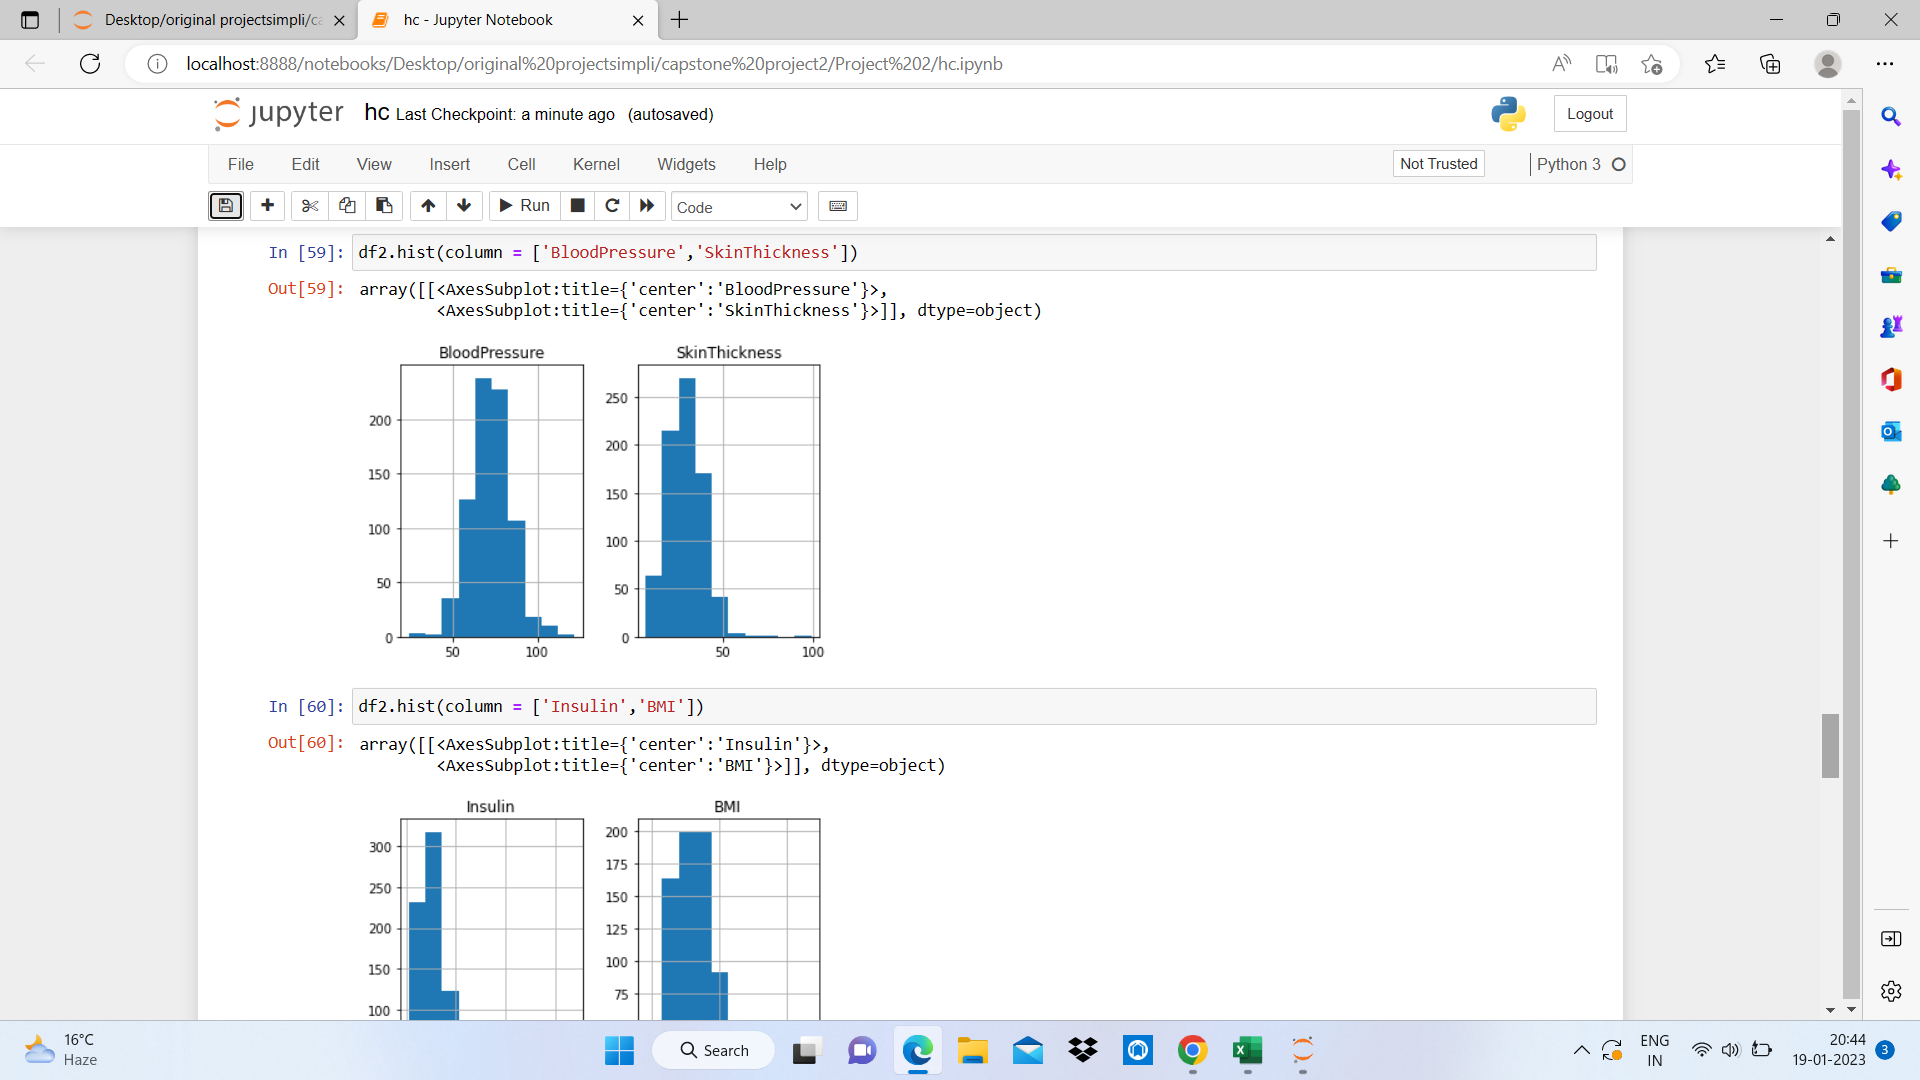 Desktop/original projectsimpli/ca
hc - Jupyter Notebook
localhost:8888/notebooks/Desktop/original%20projectsimpli/capstone%20project2/Project%202/hc.ipynb
jupyter hc Last Checkpoint: a minute ago (autosaved)
Logout
File Edit View Insert Cell Kernel Widgets Help
Not Trusted
Python 3
Run
Code
In [59]: df2.hist(column = ['BloodPressure','SkinThickness'])
Out[59]: array([[<AxesSubplot:title={'center':'BloodPressure'}>,
<AxesSubplot:title={'center':'SkinThickness'}>]], dtype=object)
BloodPressure
200
150
100
50
0
50 100
SkinThickness
250
200
150
100
50
0
50 100
In [60]: df2.hist(column = ['Insulin','BMI'])
Out[60]: array([[<AxesSubplot:title={'center':'Insulin'}>,
<AxesSubplot:title={'center':'BMI'}>]], dtype=object)
Insulin
300
250
200
150
100
BMI
200
175
150
125
100
75
16°C
Haze
Search
ENG
IN
20:44
19-01-2023
3